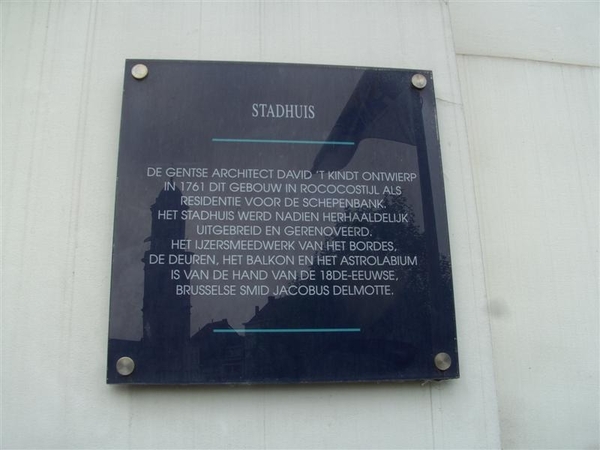 STADHUIS
DE GENTSE ARCHITECT DAVID 'T KINDT ONTWIERP
IN 1761 DIT GEBOUW IN ROCOCOSTIJL ALS
RESIDENTIE VOOR DE SCHEPENBANK.
HET STADHUIS WERD NADIEN HERHAALDELIJK
UITGEBREID EN GERENOVEERD.
HET IJZERSMEEDWERK VAN HET BORDES,
DE DEUREN, HET BALKON EN HET ASTROLABIUM
IS VAN DE HAND VAN DE 18DE-EEUWSE,
BRUSSELSE SMID JACOBUS DELMOTTE.